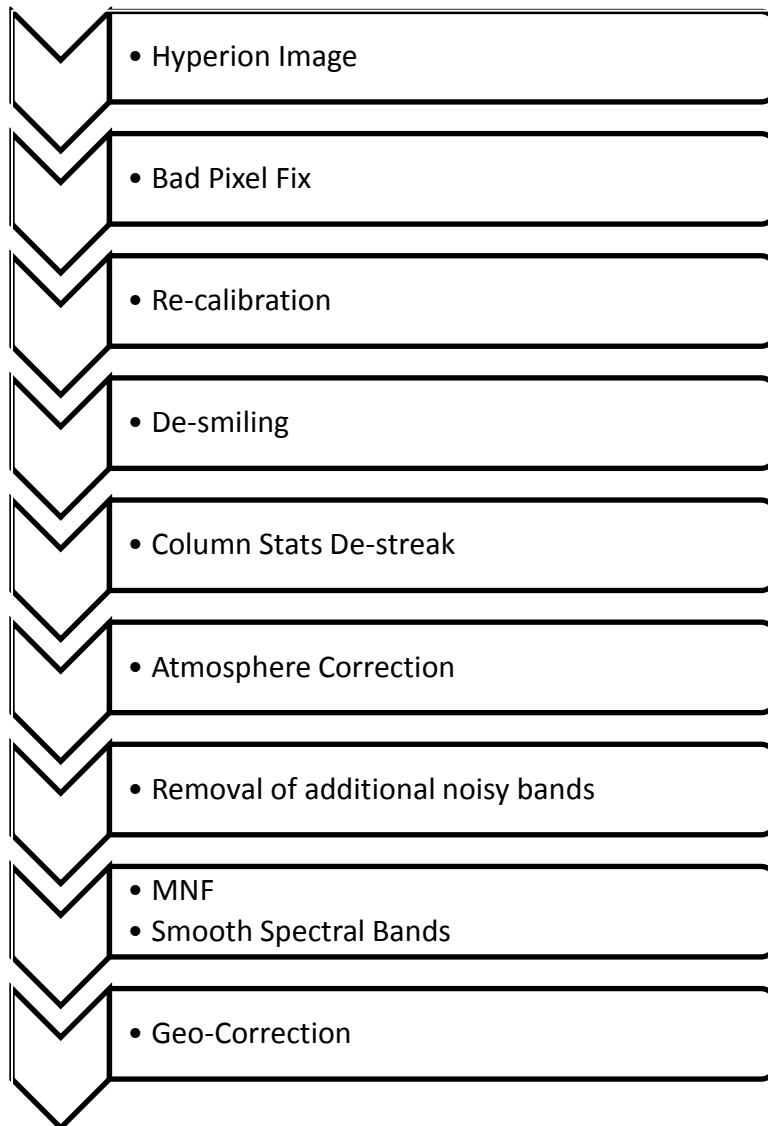 • Hyperion Image
• Bad Pixel Fix
• Re-calibration
• De-smiling
• Column Stats De-streak
• Atmosphere Correction
• Removal of additional noisy bands
• MNF
• Smooth Spectral Bands
• Geo-Correction